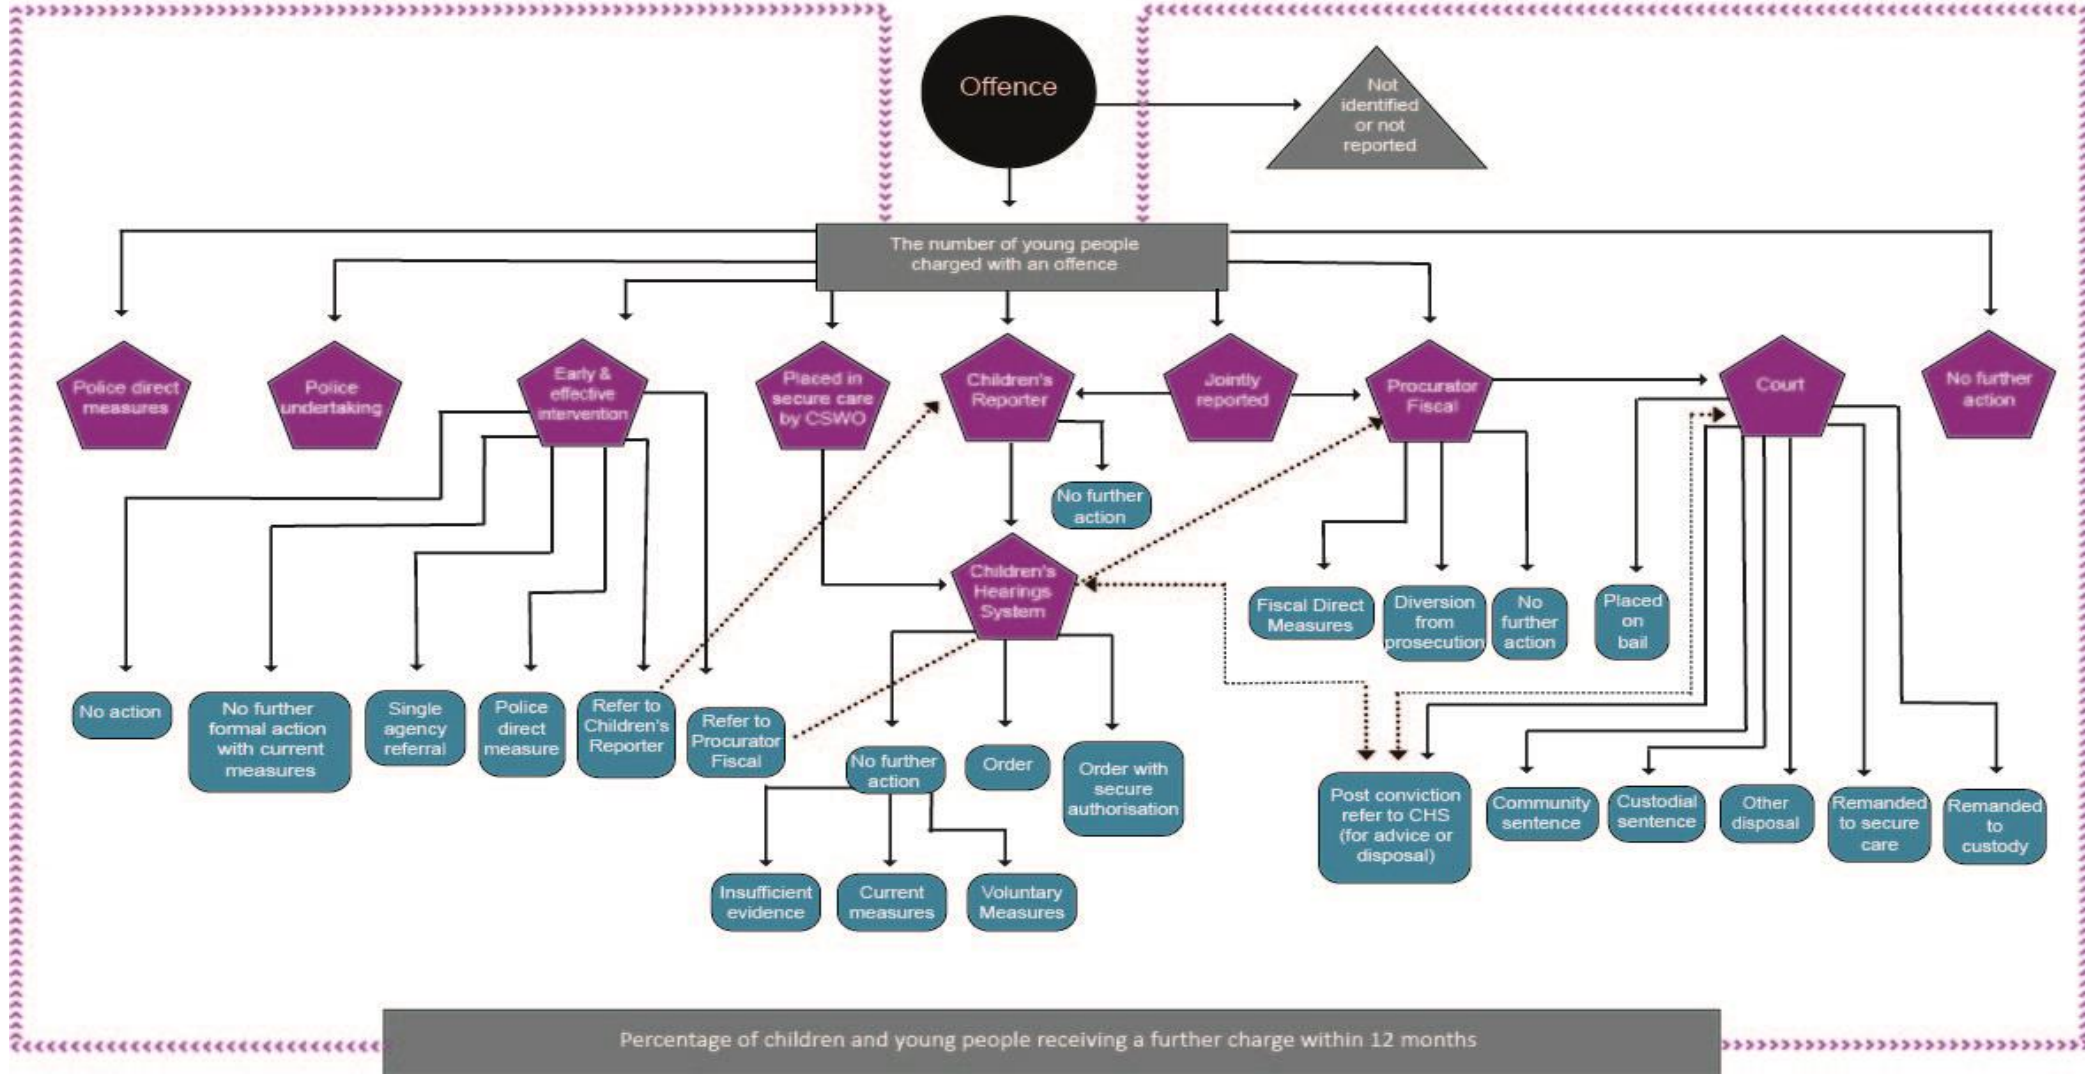 Offence
Not
identified
or not
reported
The number of young people
charged with an offence
Police direct
measures
Police
undertaking
Early &
effective
intervention
Placed in
secure care
by CSWO
Children's
Reporter
Jointly
reported
Procurator
Fiscal
Court
No further
action
No further
action
Children's
Hearings
System
Fiscal Direct
Measures
Diversion
from
prosecution
No
further
action
Placed
on
bail
No action
No further
formal action
with current
measures
Single
agency
referral
Police
direct
measure
Refer to
Children's
Reporter
Refer to
Procurator
Fiscal
No further
action
Order
Order with
secure
authorisation
Post conviction
refer to CHS
(for advice or
disposal)
Community
sentence
Custodial
sentence
Other
disposal
Remanded
to secure
care
Remanded
to
custody
Insufficient
evidence
Current
measures
Voluntary
Measures
Percentage of children and young people receiving a further charge within 12 months